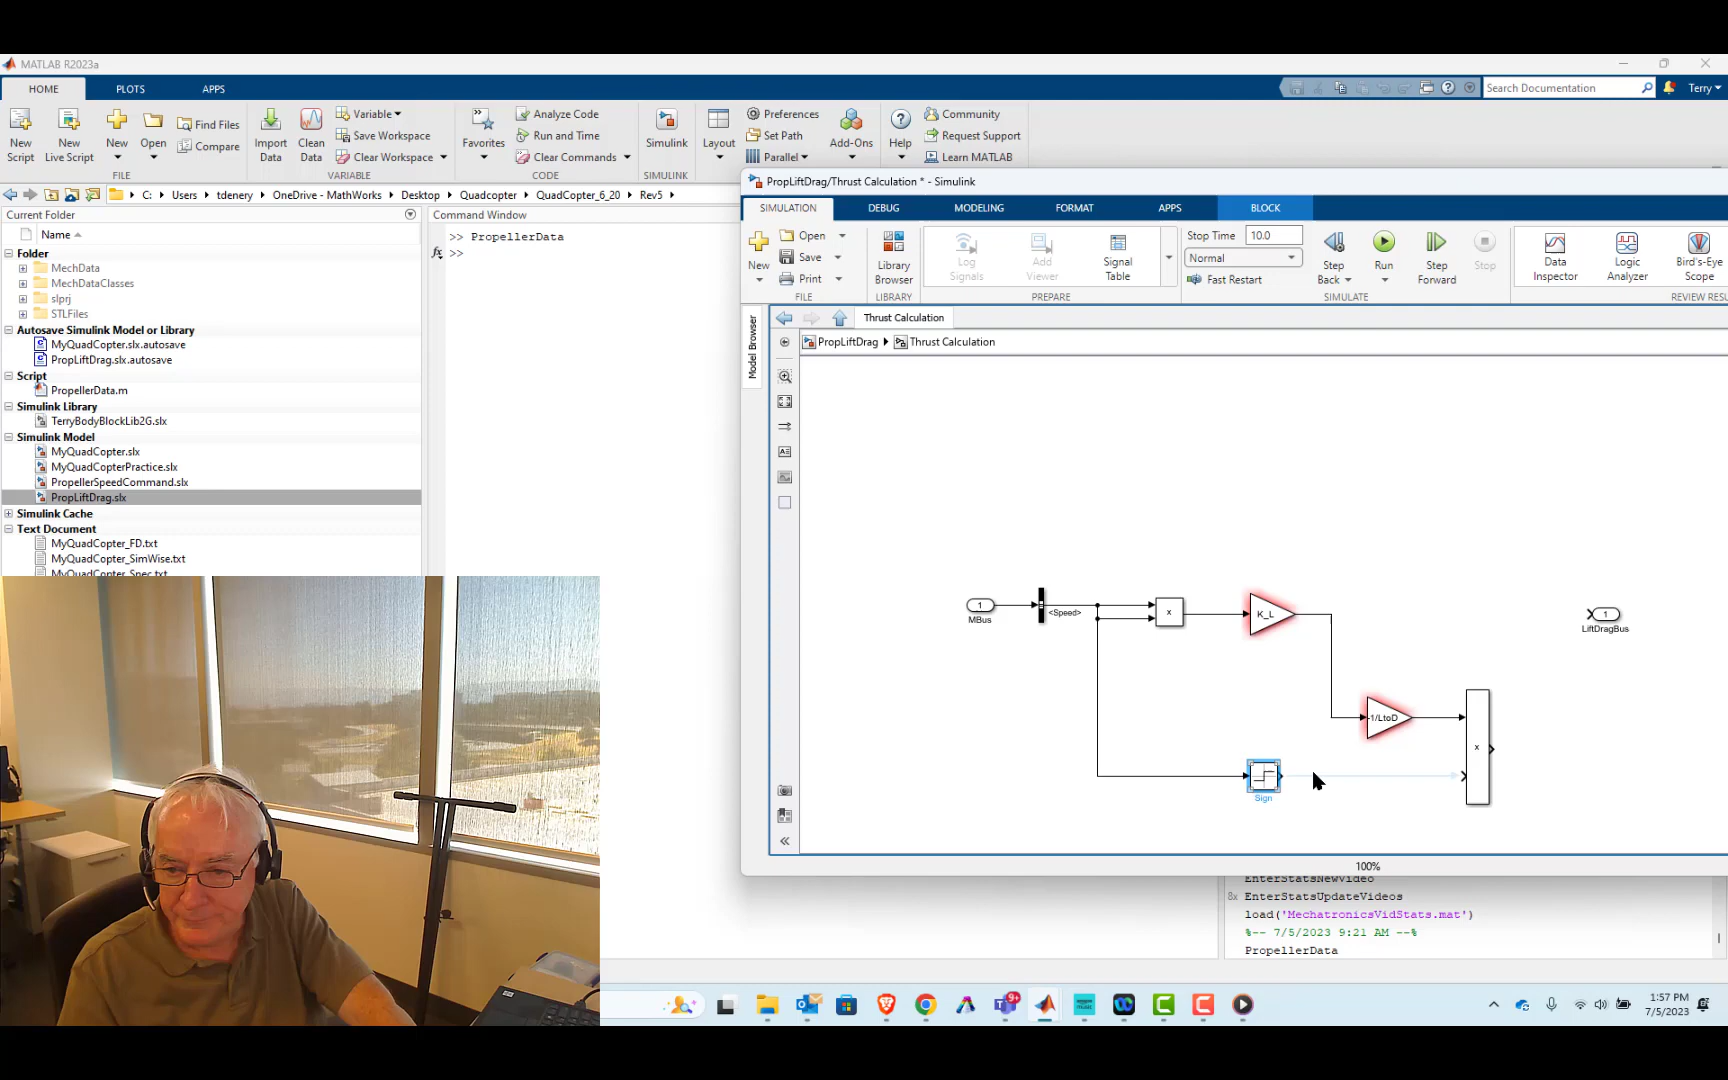 MATLAB R2023a
HOME PLOTS APPS
Search Documentation
Terry
New Script
New Live Script
New
Open
Find Files
Compare
FILE
Import Data
Clean Data
Variable
Save Workspace
Clear Workspace
VARIABLE
Favorites
Analyze Code
Run and Time
Clear Commands
CODE
Simulink
SIMULINK
Layout
Preferences
Set Path
Parallel
Add-Ons
Help
Community
Request Support
Learn MATLAB
C: Users tdenery OneDrive - MathWorks Desktop Quadcopter QuadCopter_6_20 Rev5
Current Folder
Name
Folder
MechData
MechDataClasses
slprj
STLFiles
Autosave Simulink Model or Library
MyQuadCopter.slx.autosave
PropLiftDrag.slx.autosave
Script
PropellerData.m
Simulink Library
TerryBodyBlockLib2G.slx
Simulink Model
MyQuadCopter.slx
MyQuadCopterPractice.slx
PropellerSpeedCommand.slx
PropLiftDrag.slx
Simulink Cache
Text Document
MyQuadCopter_FD.txt
MyQuadCopter_SimWise.txt
MyQuadCopter_Spec.txt
Command Window
>> PropellerData
fx >>
PropLiftDrag/Thrust Calculation * - Simulink
SIMULATION DEBUG MODELING FORMAT APPS BLOCK
New
Open
Save
Print
FILE
Library Browser
LIBRARY
Log Signals
Add Viewer
Signal Table
PREPARE
Stop Time 10.0
Normal
Fast Restart
Step Back
Run
Step Forward
Stop
SIMULATE
Data Inspector
Logic Analyzer
Bird's-Eye Scope
REVIEW RESU
Model Browser
Thrust Calculation
PropLiftDrag Thrust Calculation
1
MBus
<Speed>
x
K_L
1
LiftDragBus
-1/LtoD
x
Sign
100%
EnterStatsNewVideo
8x EnterStatsUpdateVideos
load('MechatronicsVidStats.mat')
%-- 7/5/2023 9:21 AM --%
PropellerData
9+
1:57 PM
7/5/2023